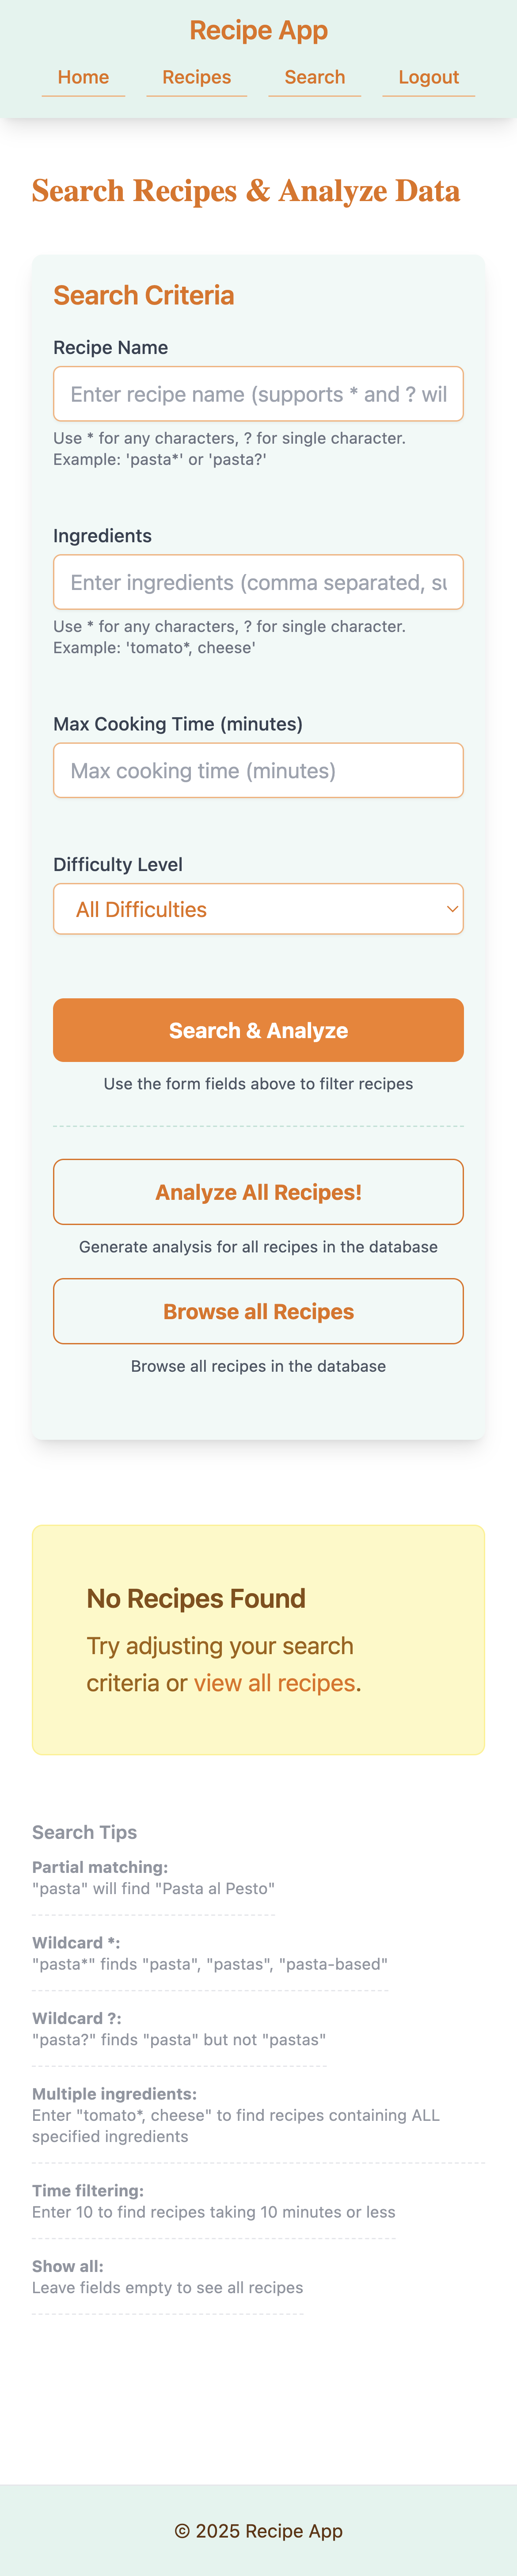 Recipe App
Home
Recipes
Search
Logout
Search Recipes & Analyze Data
Search Criteria
Recipe Name
Enter recipe name (supports * and ? wil
Use * for any characters, ? for single character.
Example: 'pasta*' or 'pasta?'
Ingredients
Enter ingredients (comma separated, su
Use * for any characters, ? for single character.
Example: 'tomato*, cheese'
Max Cooking Time (minutes)
Max cooking time (minutes)
Difficulty Level
All Difficulties
Search & Analyze
Use the form fields above to filter recipes
Analyze All Recipes!
Generate analysis for all recipes in the database
Browse all Recipes
Browse all recipes in the database
No Recipes Found
Try adjusting your search
criteria or view all recipes.
Search Tips
Partial matching:
"pasta" will find "Pasta al Pesto"
Wildcard *:
"pasta*" finds "pasta", "pastas", "pasta-based"
Wildcard ?:
"pasta?" finds "pasta" but not "pastas"
Multiple ingredients:
Enter "tomato*, cheese" to find recipes containing ALL
specified ingredients
Time filtering:
Enter 10 to find recipes taking 10 minutes or less
Show all:
Leave fields empty to see all recipes
© 2025 Recipe App